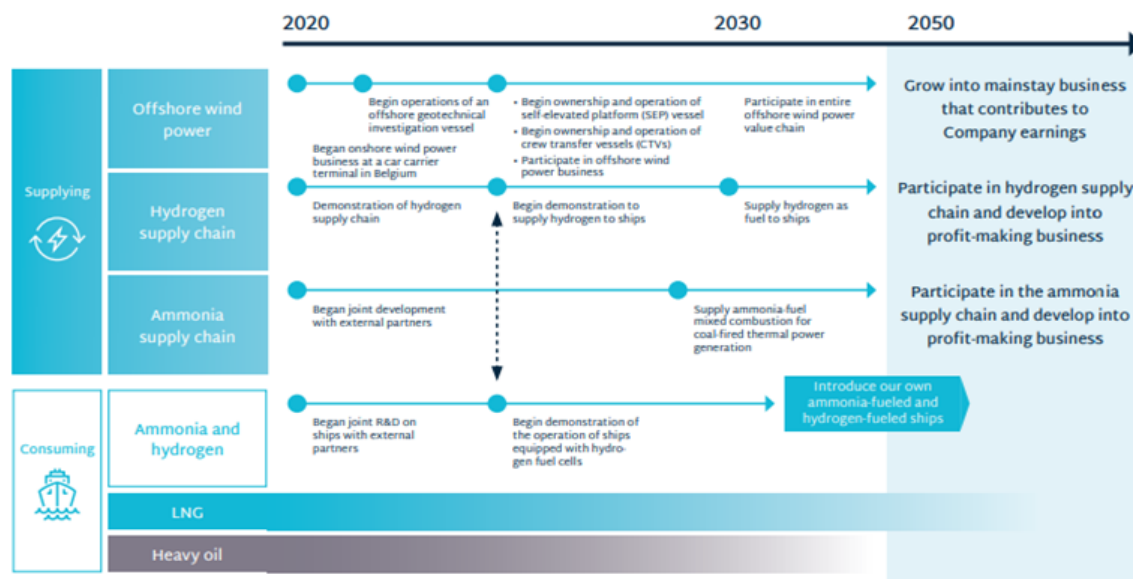 2020
2030
2050
Supplying
Offshore wind
power
Begin operations of an
offshore geotechnical
investigation vessel
Began onshore wind power
business at a car carrier
terminal in Belgium
• Begin ownership and operation of
self-elevated platform (SEP) vessel
• Begin ownership and operation of
crew transfer vessels (CTVs)
• Participate in offshore wind
power business
Participate in entire
offshore wind power
value chain
Grow into mainstay business
that contributes to
Company earnings
Hydrogen
supply chain
Demonstration of hydrogen
supply chain
Begin demonstration to
supply hydrogen to ships
Supply hydrogen as
fuel to ships
Participate in hydrogen supply
chain and develop into
profit-making business
Ammonia
supply chain
Began joint development
with external partners
Supply ammonia-fuel
mixed combustion for
coal-fired thermal power
generation
Participate in the ammonia
supply chain and develop into
profit-making business
Consuming
Ammonia and
hydrogen
Began joint R&D on
ships with external
partners
Begin demonstration of
the operation of ships
equipped with hydro-
gen fuel cells
Introduce our own
ammonia-fueled and
hydrogen-fueled ships
LNG
Heavy oil